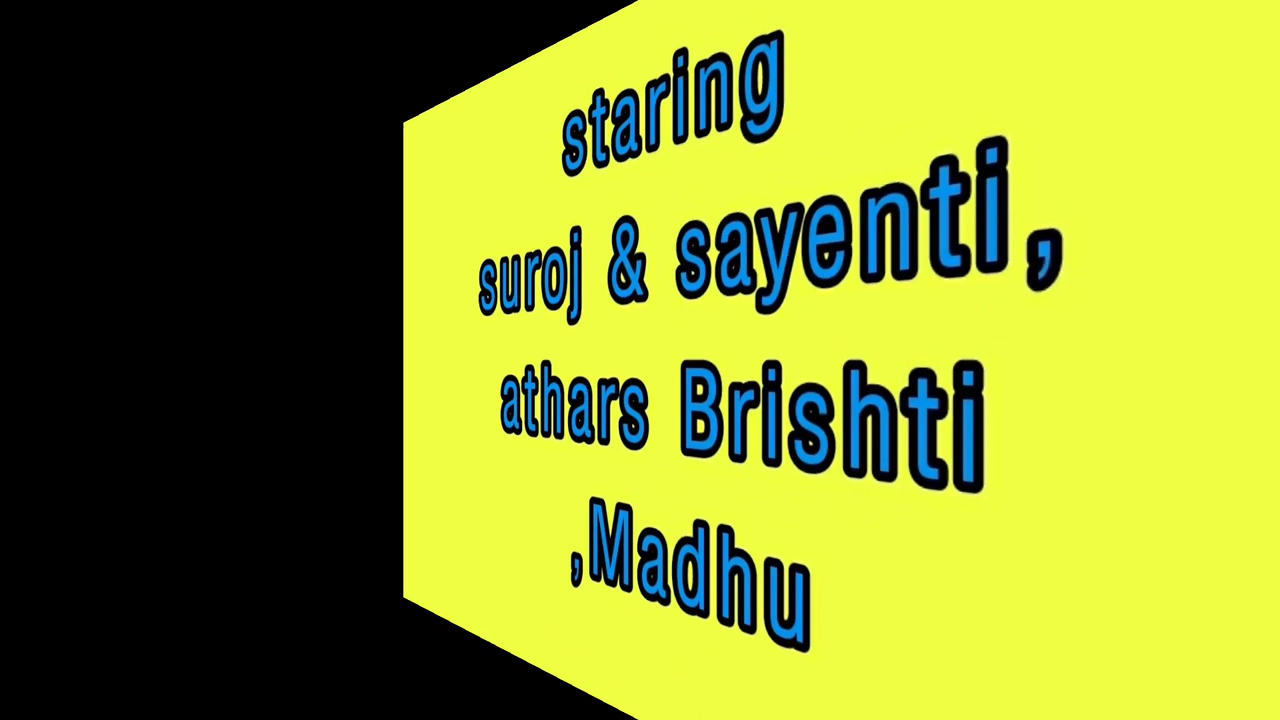 staring
suroj & sayenti,
athars Brishti
,Madhu